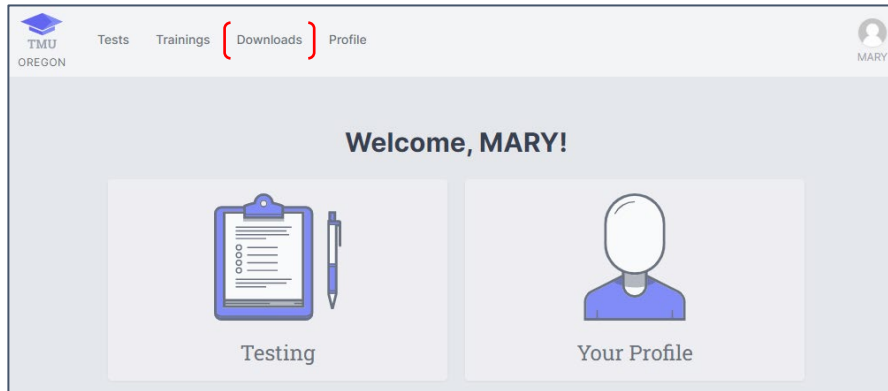 TMU
OREGON
Tests Trainings Downloads Profile
MARY
Welcome, MARY!
Testing
Your Profile